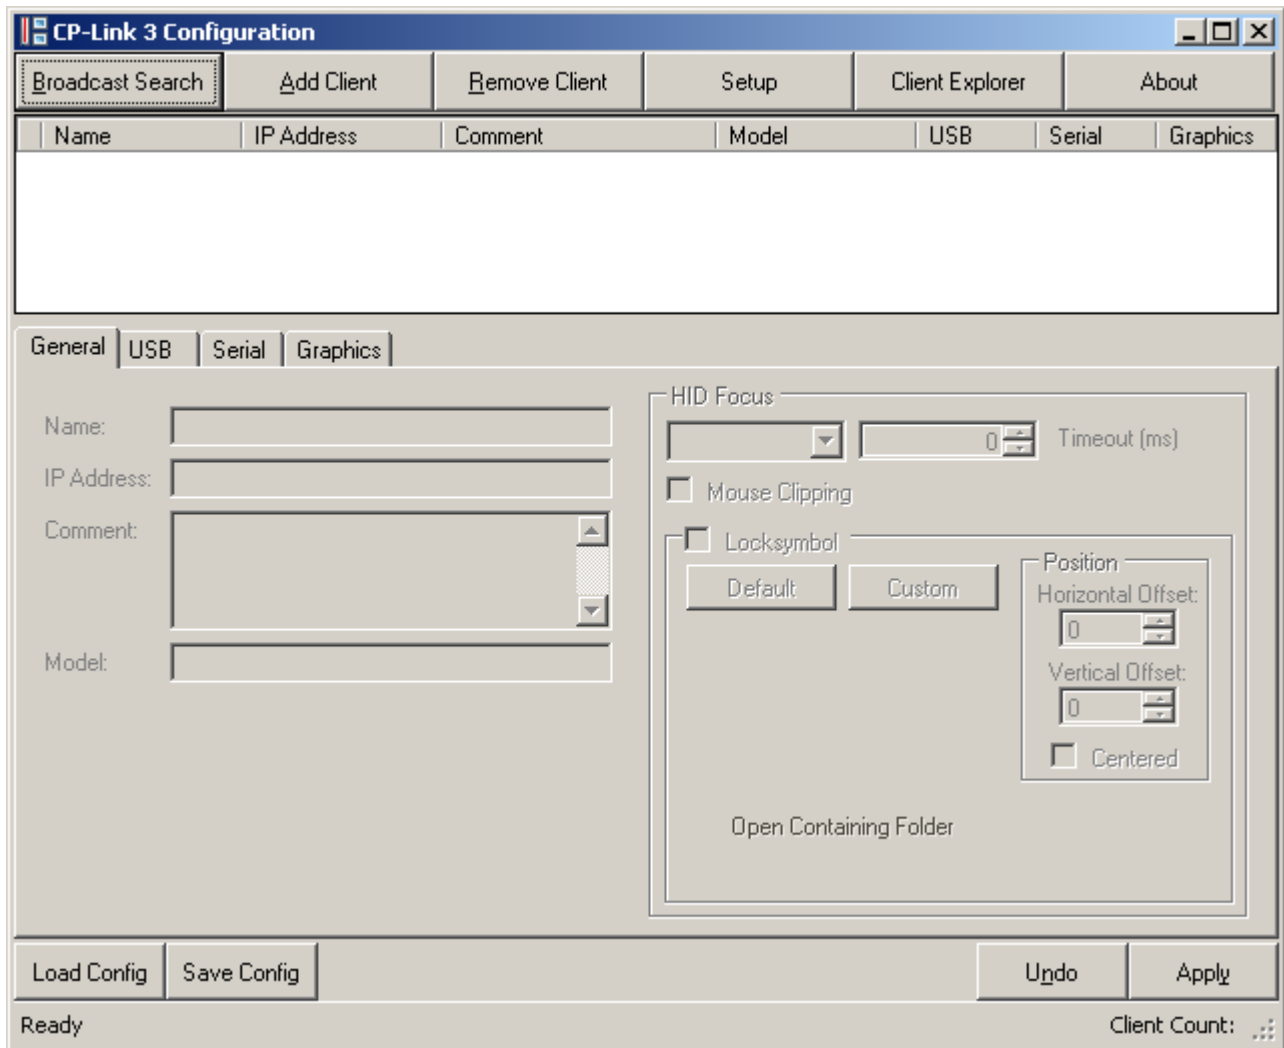 CP-Link 3 Configuration
Broadcast Search Add Client Remove Client Setup Client Explorer About
Name IP Address Comment Model USB Serial Graphics
General USB Serial Graphics
HID Focus
Name:
0 Timeout (ms)
IP Address:
Mouse Clipping
Comment:
Locksymbol
Default Custom
Position
Horizontal Offset:
0
Model:
Vertical Offset:
0
Centered
Open Containing Folder
Load Config Save Config Undo Apply
Ready Client Count: